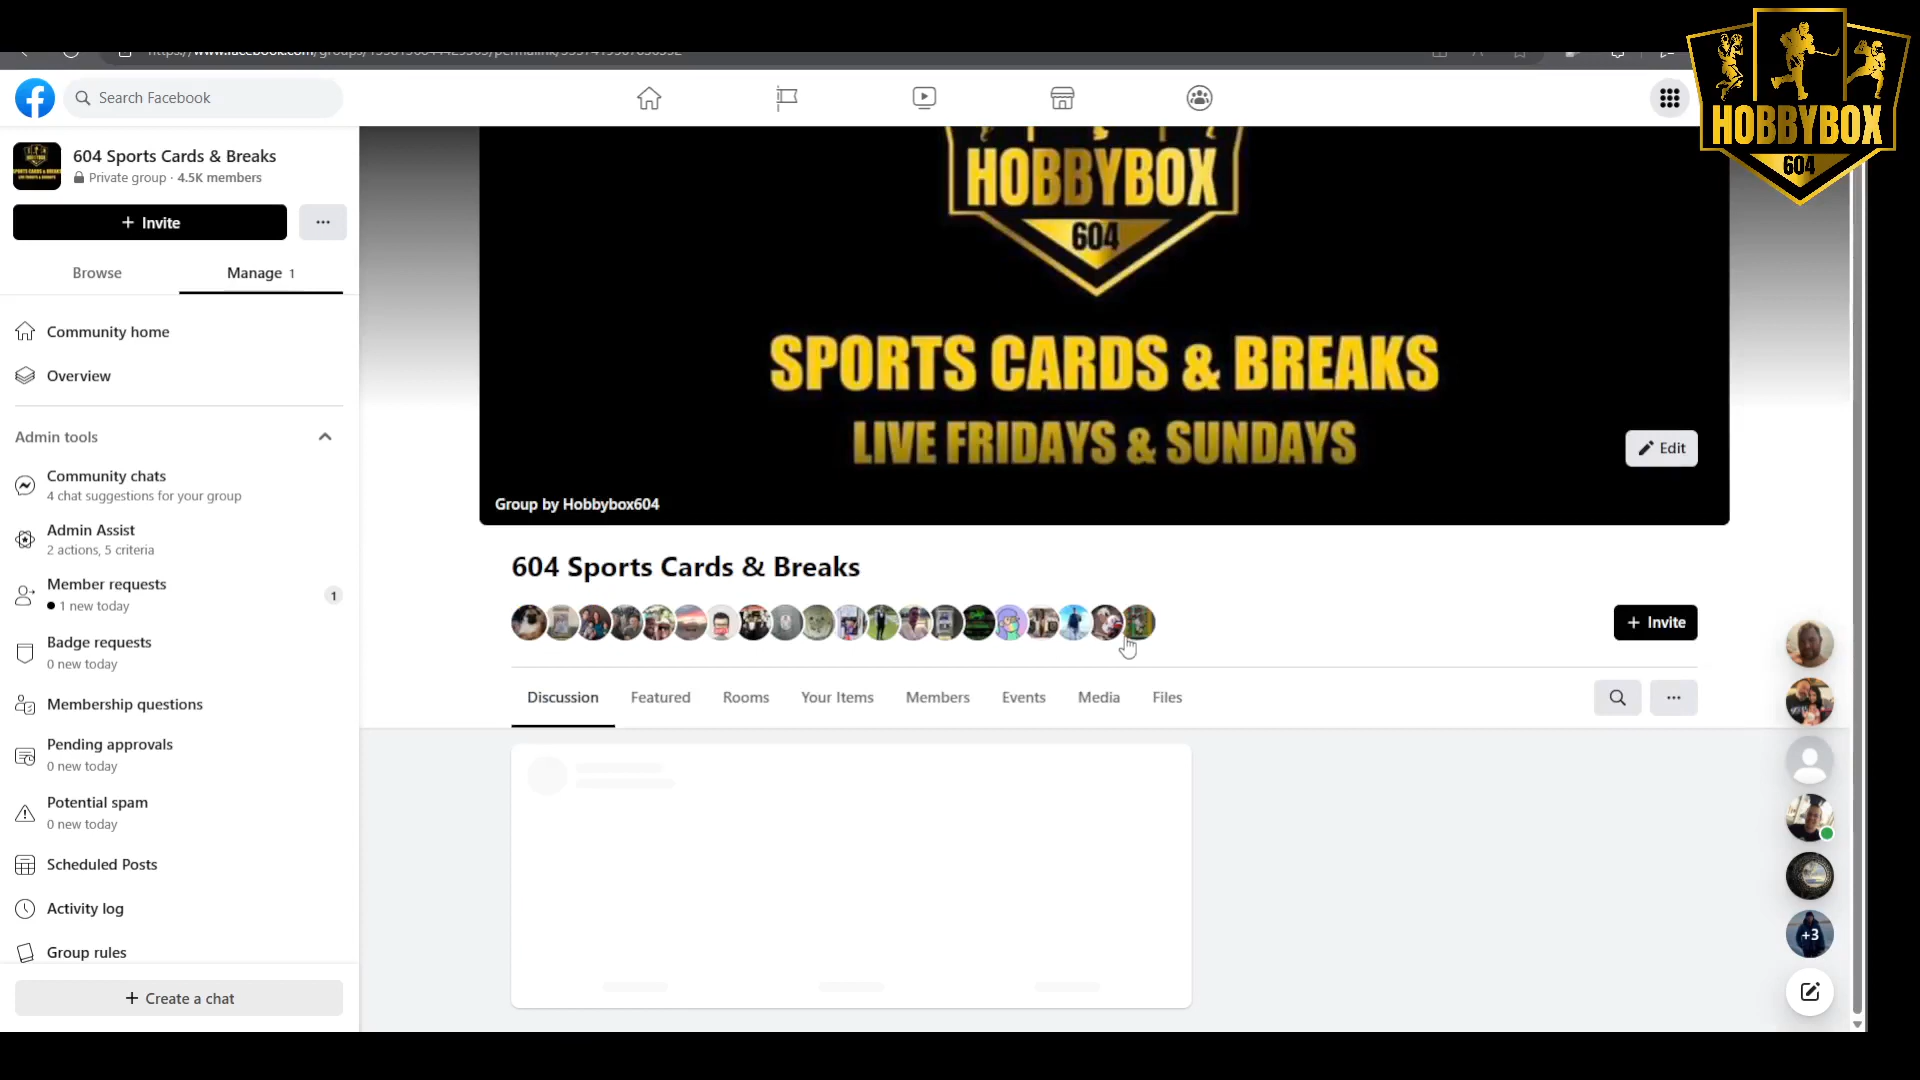 Search Facebook
HOBBYBOX
604
604 Sports Cards & Breaks
Private group · 4.5K members
+ Invite
Browse
Manage 1
Community home
Overview
Admin tools
Community chats
4 chat suggestions for your group
Admin Assist
2 actions, 5 criteria
Member requests
1 new today
1
Badge requests
0 new today
Membership questions
Pending approvals
0 new today
Potential spam
0 new today
Scheduled Posts
Activity log
Group rules
+ Create a chat
HOBBYBOX
604
SPORTS CARDS & BREAKS
LIVE FRIDAYS & SUNDAYS
Edit
Group by Hobbybox604
604 Sports Cards & Breaks
+ Invite
Discussion
Featured
Rooms
Your Items
Members
Events
Media
Files
+3